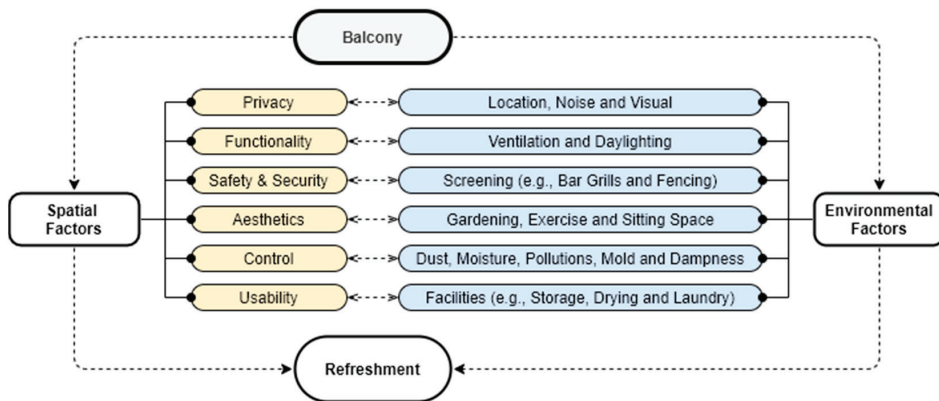 Balcony
Privacy
Location, Noise and Visual
Functionality
Ventilation and Daylighting
Safety & Security
Screening (e.g., Bar Grills and Fencing)
Spatial
Factors
Aesthetics
Gardening, Exercise and Sitting Space
Environmental
Factors
Control
Dust, Moisture, Pollutions, Mold and Dampness
Usability
Facilities (e.g., Storage, Drying and Laundry)
Refreshment